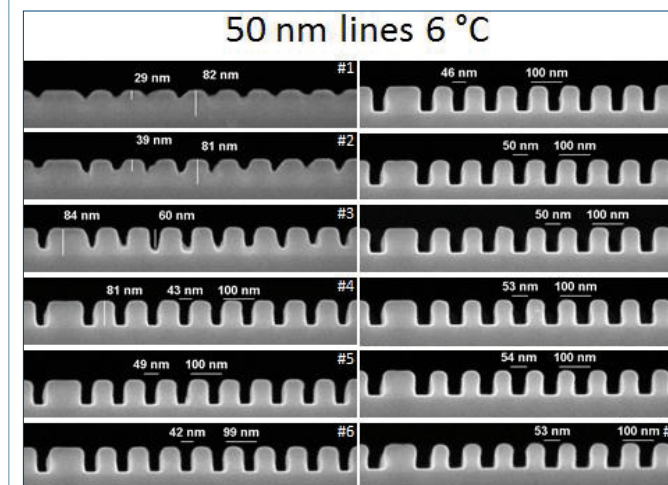 50 nm lines 6 °C
29 nm 82 nm #1
39 nm 81 nm #2
84 nm 60 nm #3
81 nm 43 nm 100 nm #4
49 nm 100 nm #5
42 nm 99 nm #6
46 nm 100 nm
50 nm 100 nm
50 nm 100 nm
53 nm 100 nm
54 nm 100 nm
53 nm 100 nm #